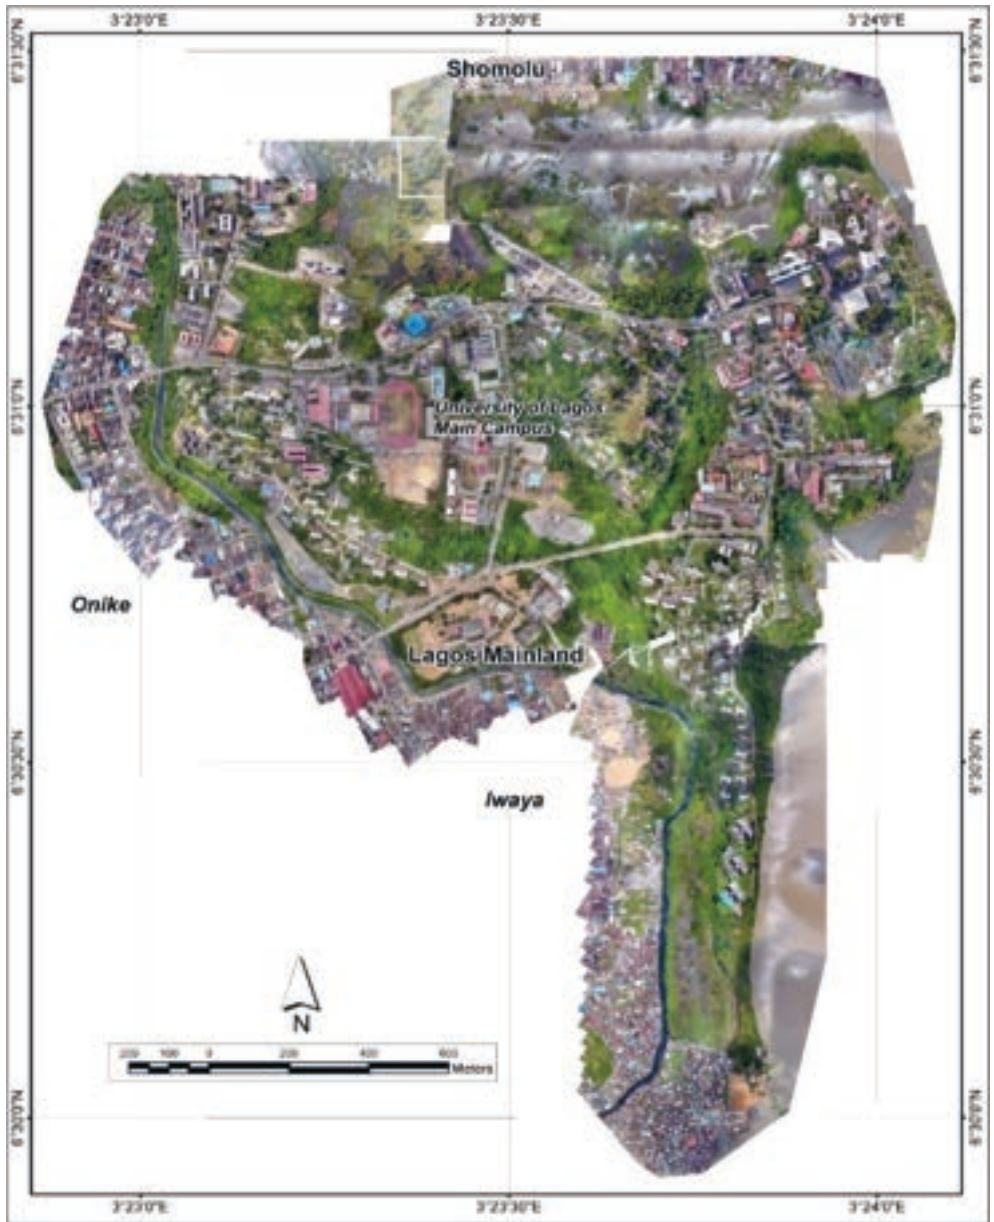 3°23'0"E 3°23'30"E 3°24'0"E
6°31'30"N 6°31'30"N
Shomolu
6°31'0"N 6°31'0"N
University of Lagos
Main Campus
Onike
Lagos Mainland
6°30'30"N 6°30'30"N
Iwaya
N
200 100 0 200 400 600
Meters
6°30'0"N 6°30'0"N
3°23'0"E 3°23'30"E 3°24'0"E